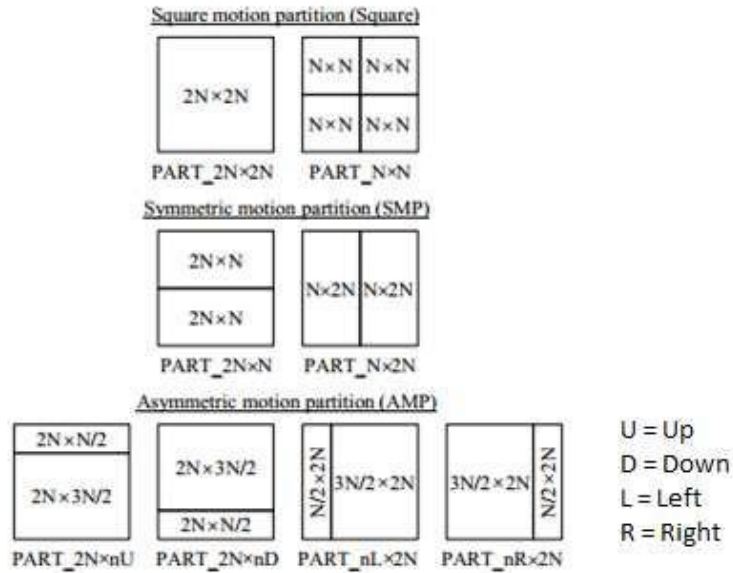 Square motion partition (Square)
2N×2N
N×N N×N
N×N N×N
PART_2N×2N PART_N×N
Symmetric motion partition (SMP)
2N×N
2N×N
N×2N N×2N
PART_2N×N PART_N×2N
Asymmetric motion partition (AMP)
2N×N/2
2N×3N/2
2N×3N/2
2N×N/2
N/2×2N 3N/2×2N
3N/2×2N N/2×2N
PART_2N×nU PART_2N×nD PART_nL×2N PART_nR×2N
U = Up
D = Down
L = Left
R = Right